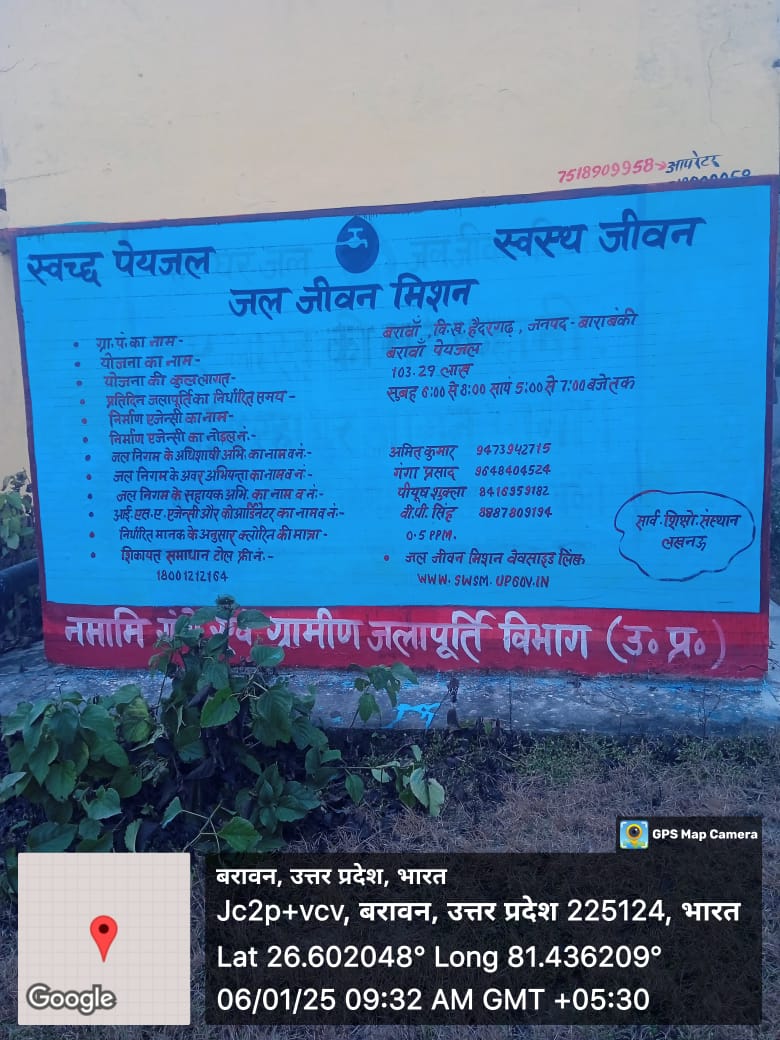 7518909958→आपरेटर
स्वच्छ पेयजल
स्वस्थ जीवन
जल जीवन मिशन
• ग्रा.पं.का नाम- बरावाँ, वि.ख.हैदरगढ़, जनपद-बाराबंकी
• योजना का नाम- बरावाँ पेयजल
• योजना की कुल लागत- 103.29 लाख
• प्रतिदिन जलापूर्ति का निर्धारित समय- सुबह 6:00 से 8:00 सायं 5:00 से 7:00 बजे तक
• निर्माण एजेन्सी का नाम-
• निर्माण एजेन्सी का नोडल नं:-
• जल निगम के अधिशाषी अभि. का नाम व नं:- अमित कुमार 9473942715
• जल निगम के अवर अभियन्ता का नाम व नं:- गंगा प्रसाद 9648404524
• जल निगम के सहायक अभि. का नाम व नं:- पीयूष शुक्ला 8416959182
• आई.एस.ए.एजेन्सी और कोआर्डिनेटर का नाम व नं:- वी.पी. सिंह 8887809194
• निर्धारित मानक के अनुसार क्लोरिन की मात्रा- 0.5 PPM.
• शिकायत समाधान टोल फ्री नं.- • जल जीवन मिशन वेवसाइड लिंक
18001212164 WWW.SWSM.UPGOV.IN
सार्व. शिक्षो. संस्थान
लखनऊ
नमामि गंगे एवं ग्रामीण जलापूर्ति विभाग (उ॰ प्र॰)
GPS Map Camera
बरावन, उत्तर प्रदेश, भारत
Jc2p+vcv, बरावन, उत्तर प्रदेश 225124, भारत
Lat 26.602048° Long 81.436209°
06/01/25 09:32 AM GMT +05:30
Google